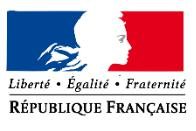 Liberté • Égalité • Fraternité
RÉPUBLIQUE FRANÇAISE